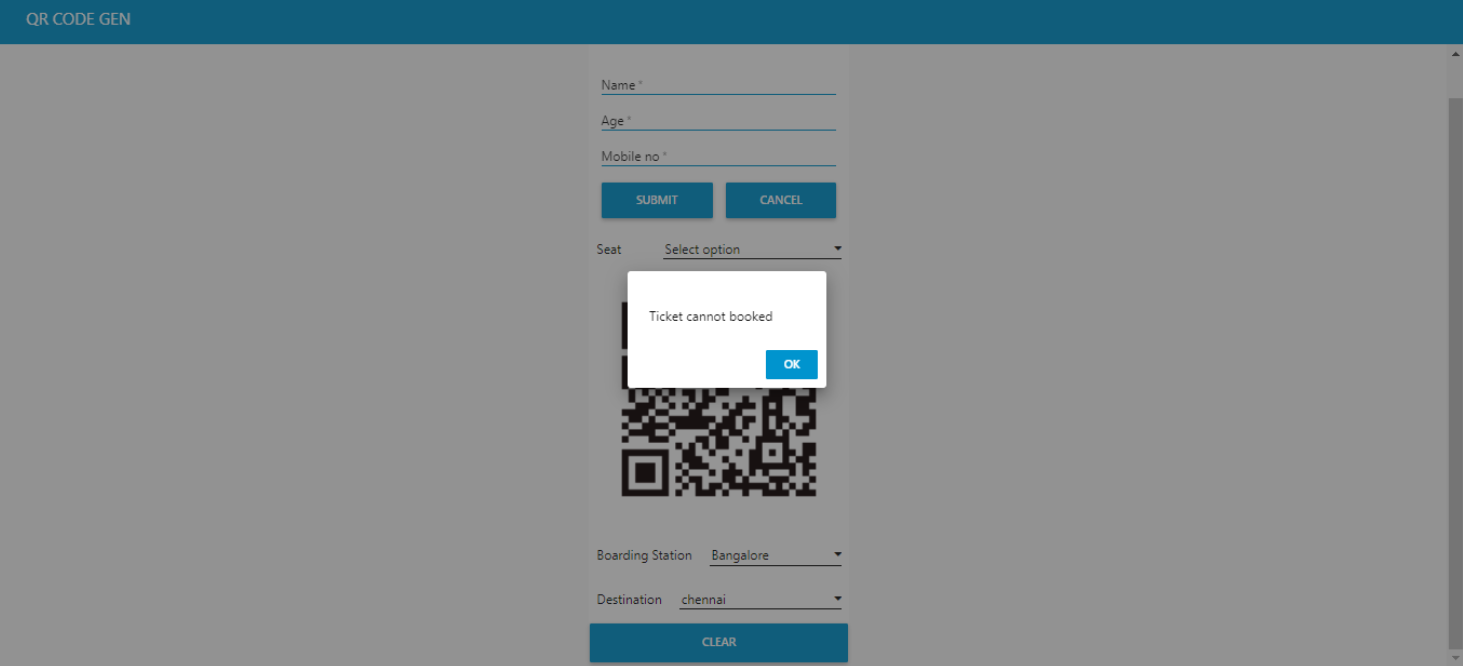 QR CODE GEN
Name *
Age *
Mobile no *
SUBMIT CANCEL
Seat Select option
Ticket cannot booked
OK
Boarding Station Bangalore
Destination chennai
CLEAR